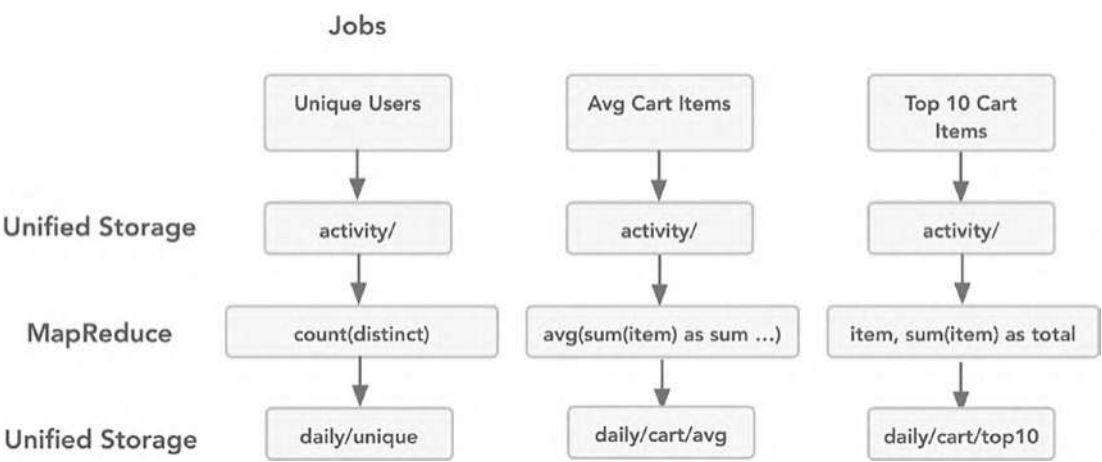 Jobs
Unique Users
Avg Cart Items
Top 10 Cart
Items
Unified Storage
activity/
activity/
activity/
MapReduce
count(distinct)
avg(sum(item) as sum ...)
item, sum(item) as total
Unified Storage
daily/unique
daily/cart/avg
daily/cart/top10